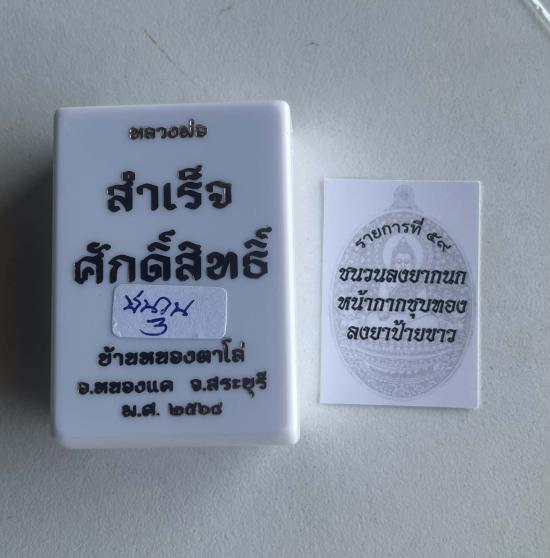 หลวงพ่อ
สำเร็จ
ศักดิ์สิทธิ์
ชนวน
3
บ้านหนองตาโล่
อ.หนองแค จ.สระบุรี
พ.ศ. ๒๕๖๔
รายการที่ ๕๙
ชนวนลงยากนก
หน้ากากชุบทอง
ลงยาป้ายขาว